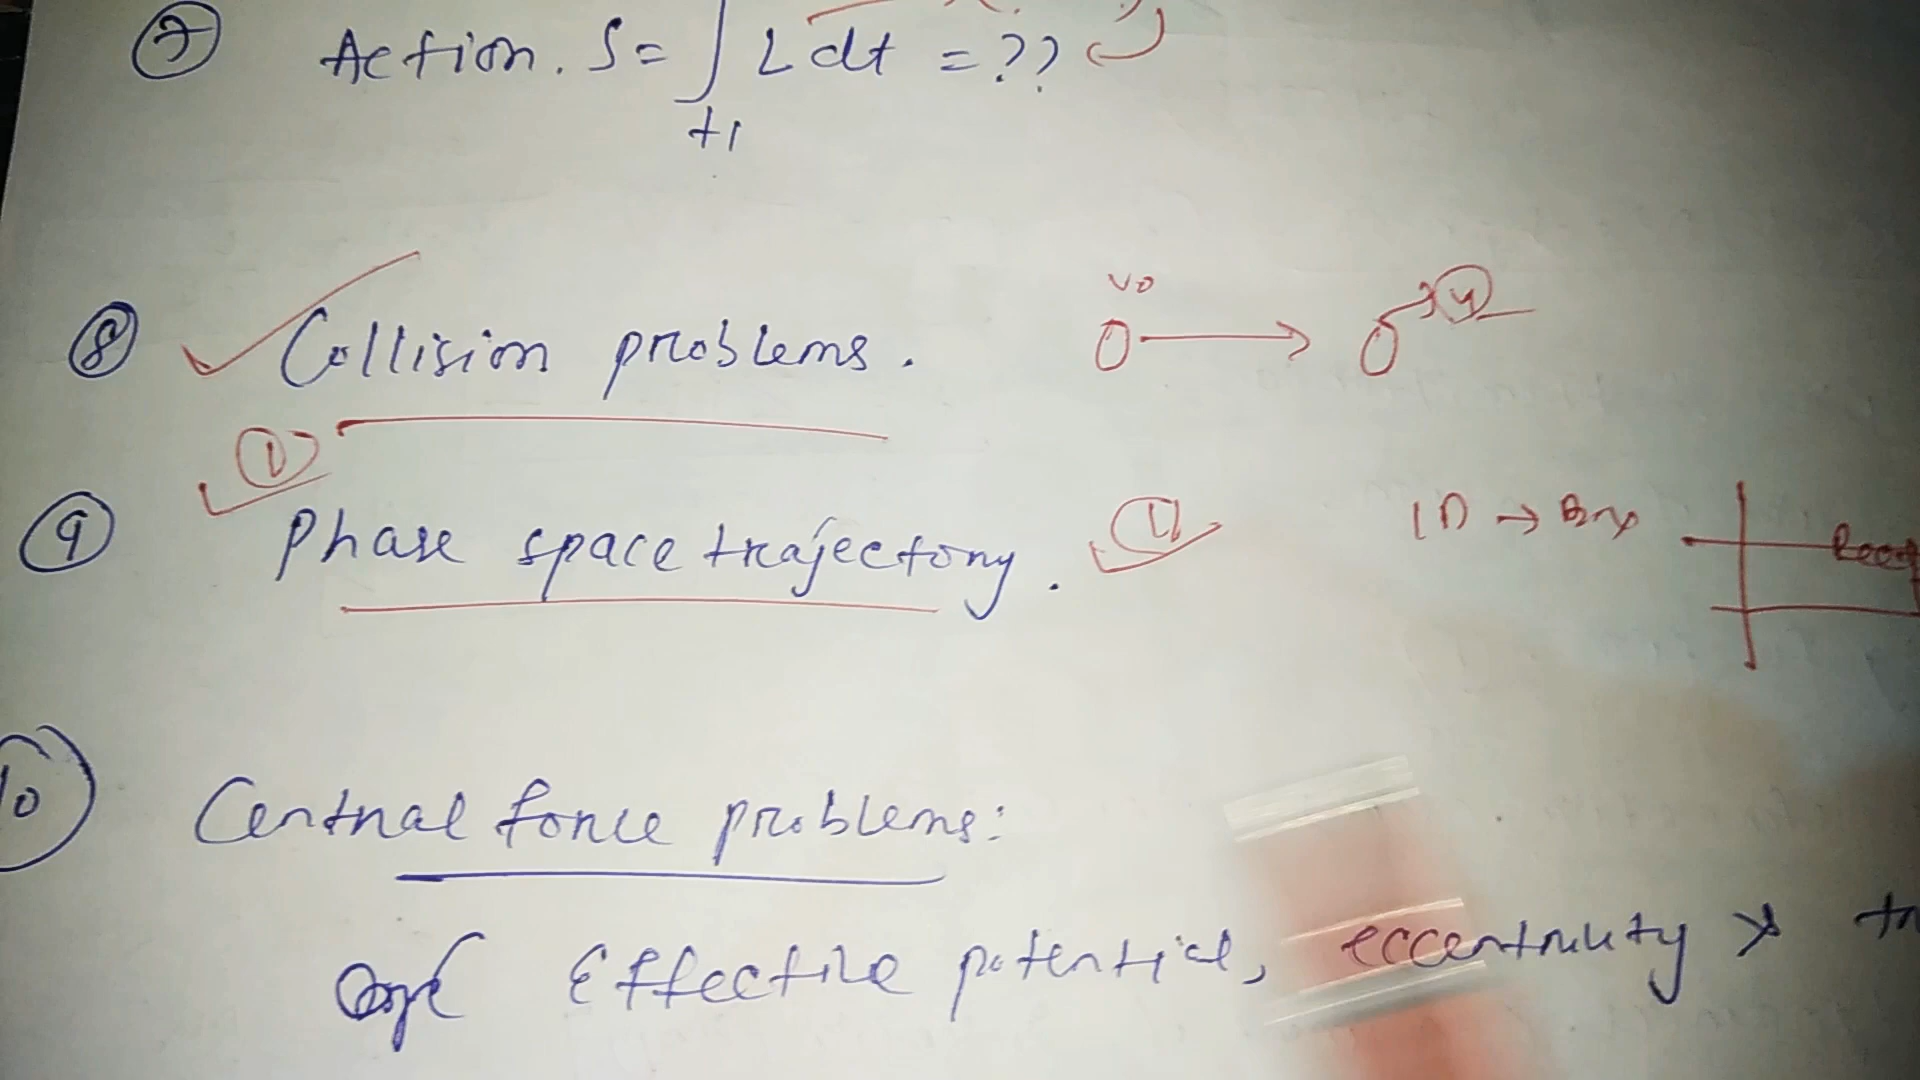 7 Action. S = ∫ L dt = ??
t1
8 Collision problems. v0
1
9 Phase space trajectory. 1D → Box
10 Central force problems:
Effective potential, eccentricity